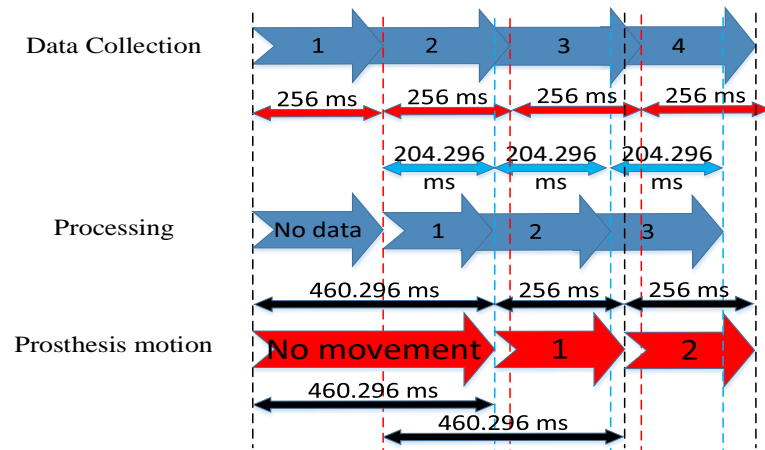 Data Collection
1 2 3 4
256 ms 256 ms 256 ms 256 ms
204.296 204.296 204.296
ms ms ms
Processing
No data 1 2 3
460.296 ms 256 ms 256 ms
Prosthesis motion
No movement 1 2
460.296 ms
460.296 ms